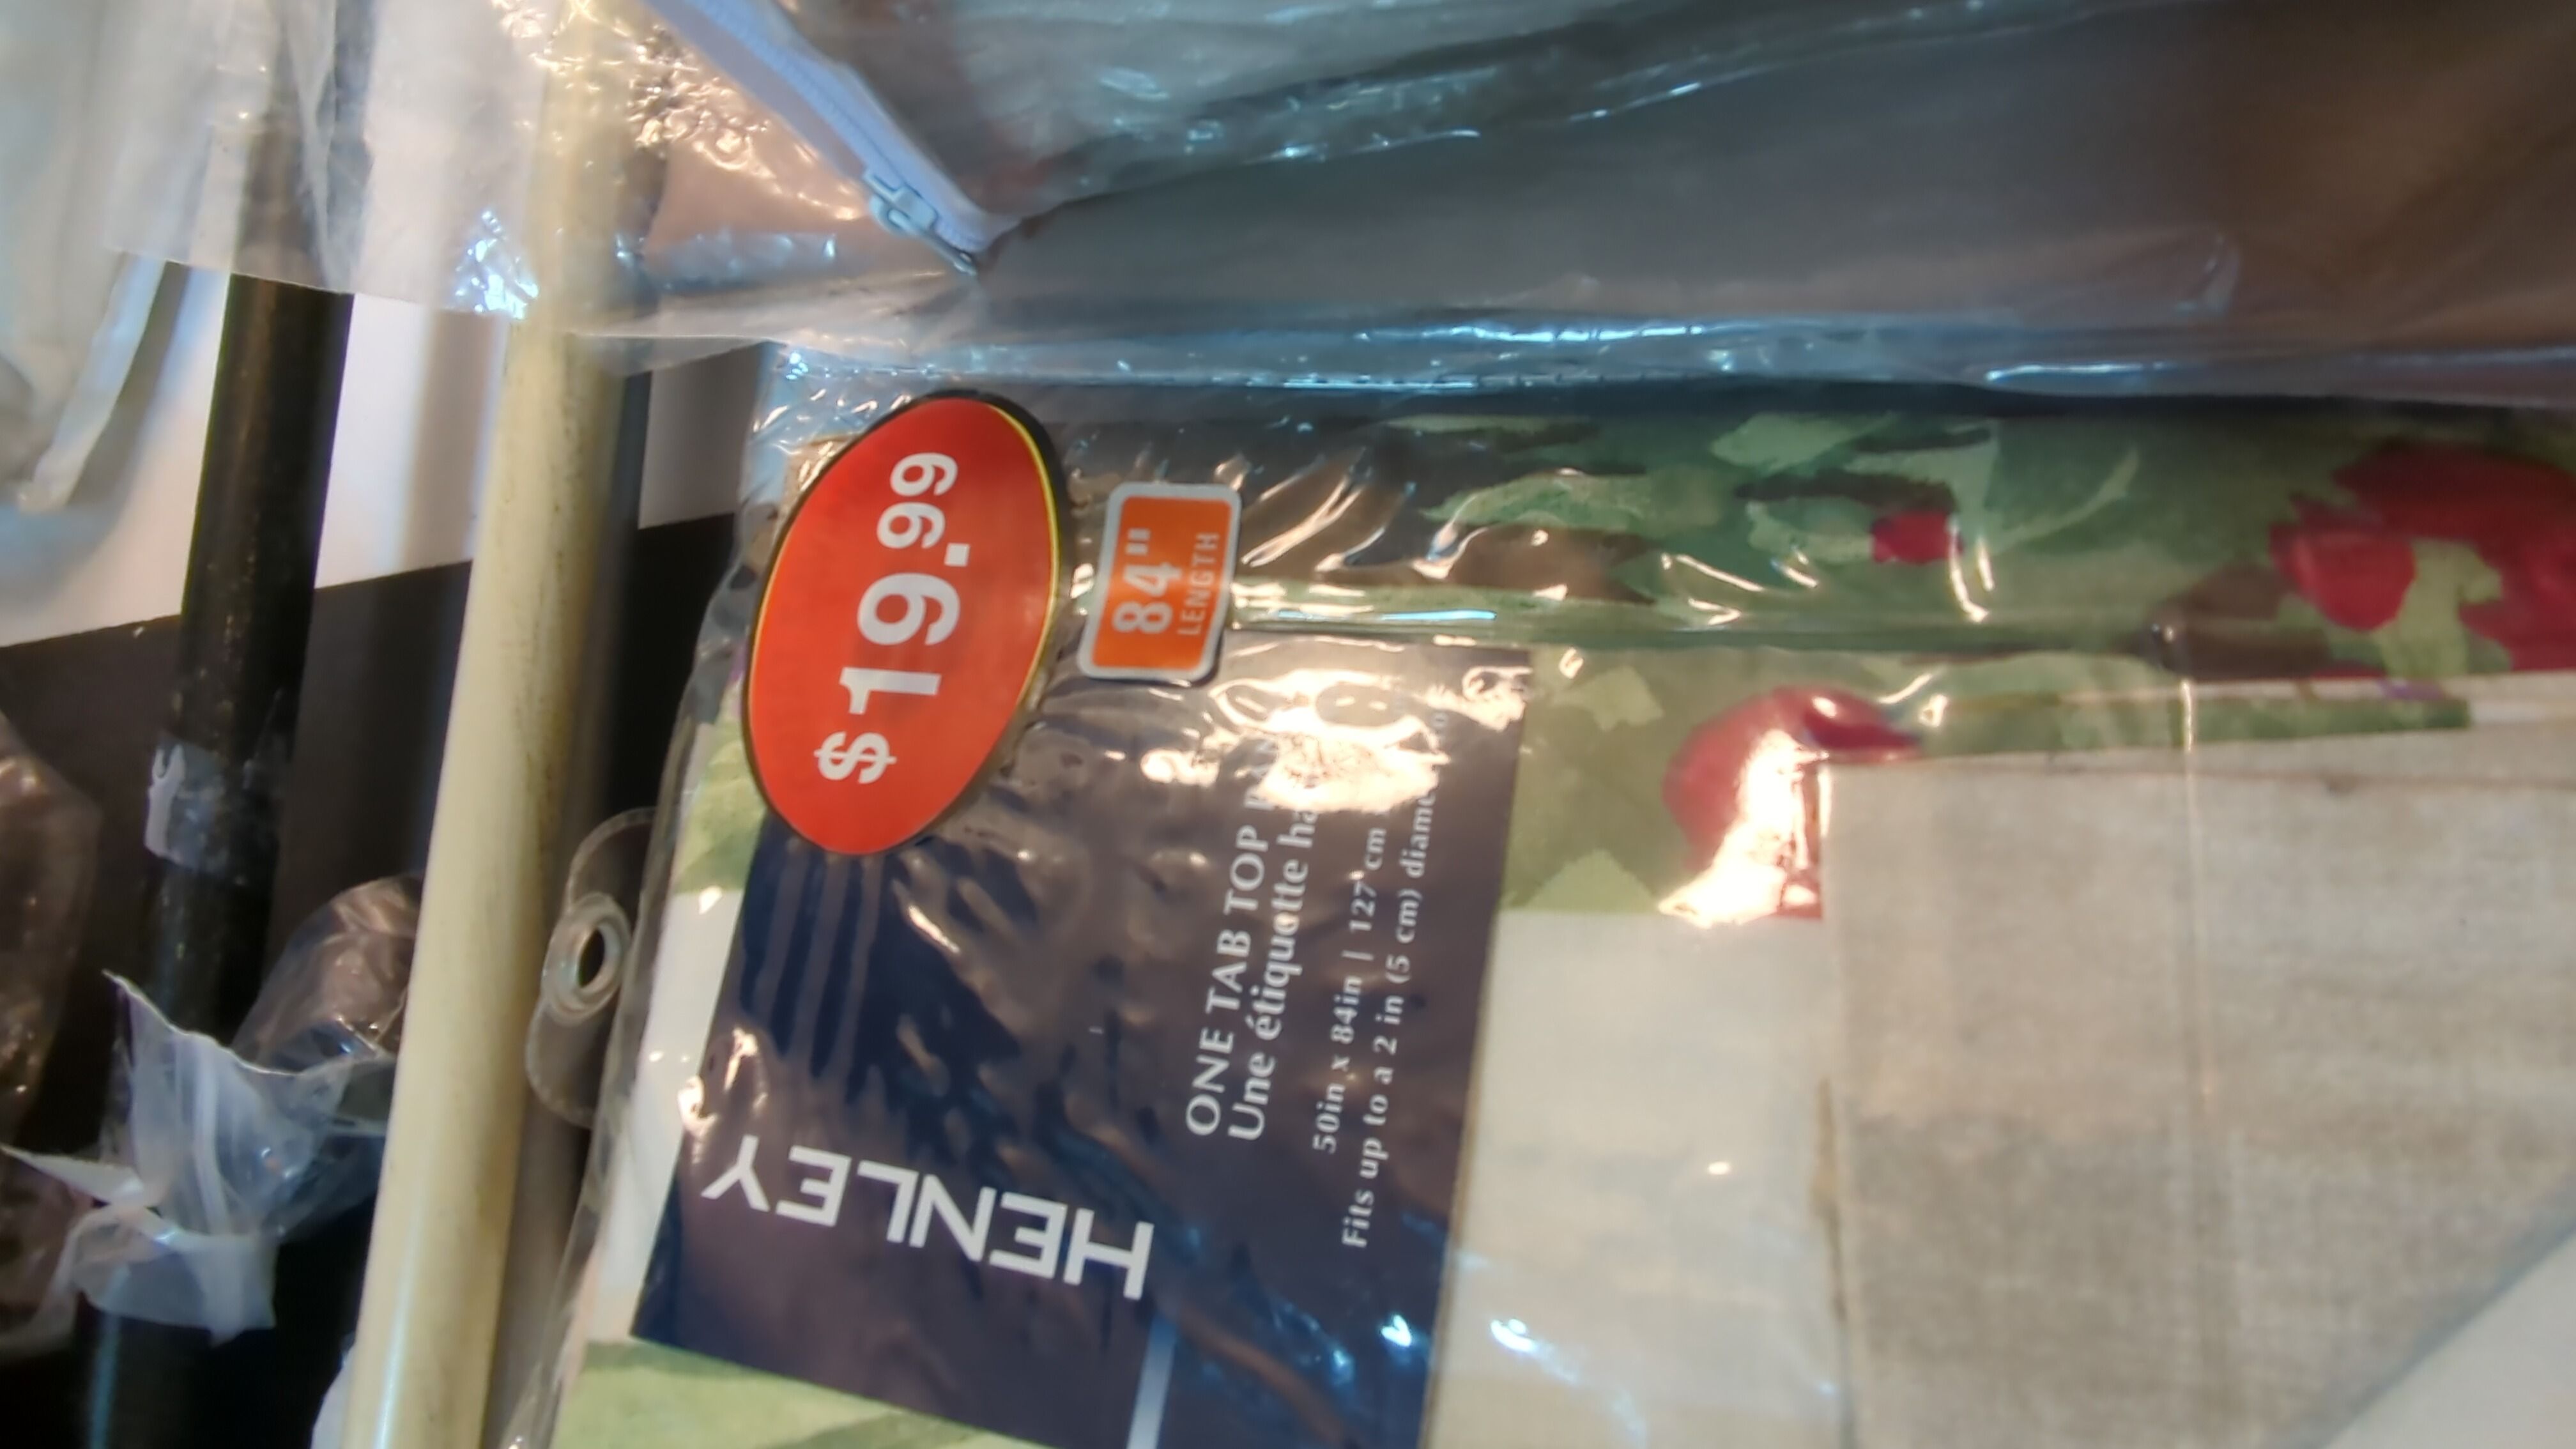 $19.99
84"
LENGTH
HENLEY
ONE TAB TOP
Une étiquette
50in x 84in | 127 cm
Fits up to a 2 in (5 cm)